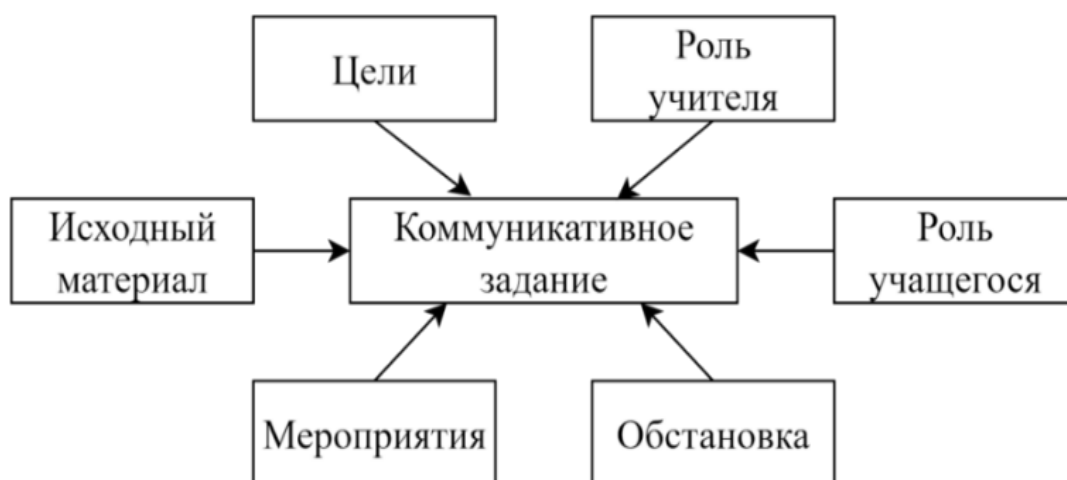 Цели
Роль
учителя
Исходный
материал
Коммуникативное
задание
Роль
учащегося
Мероприятия
Обстановка